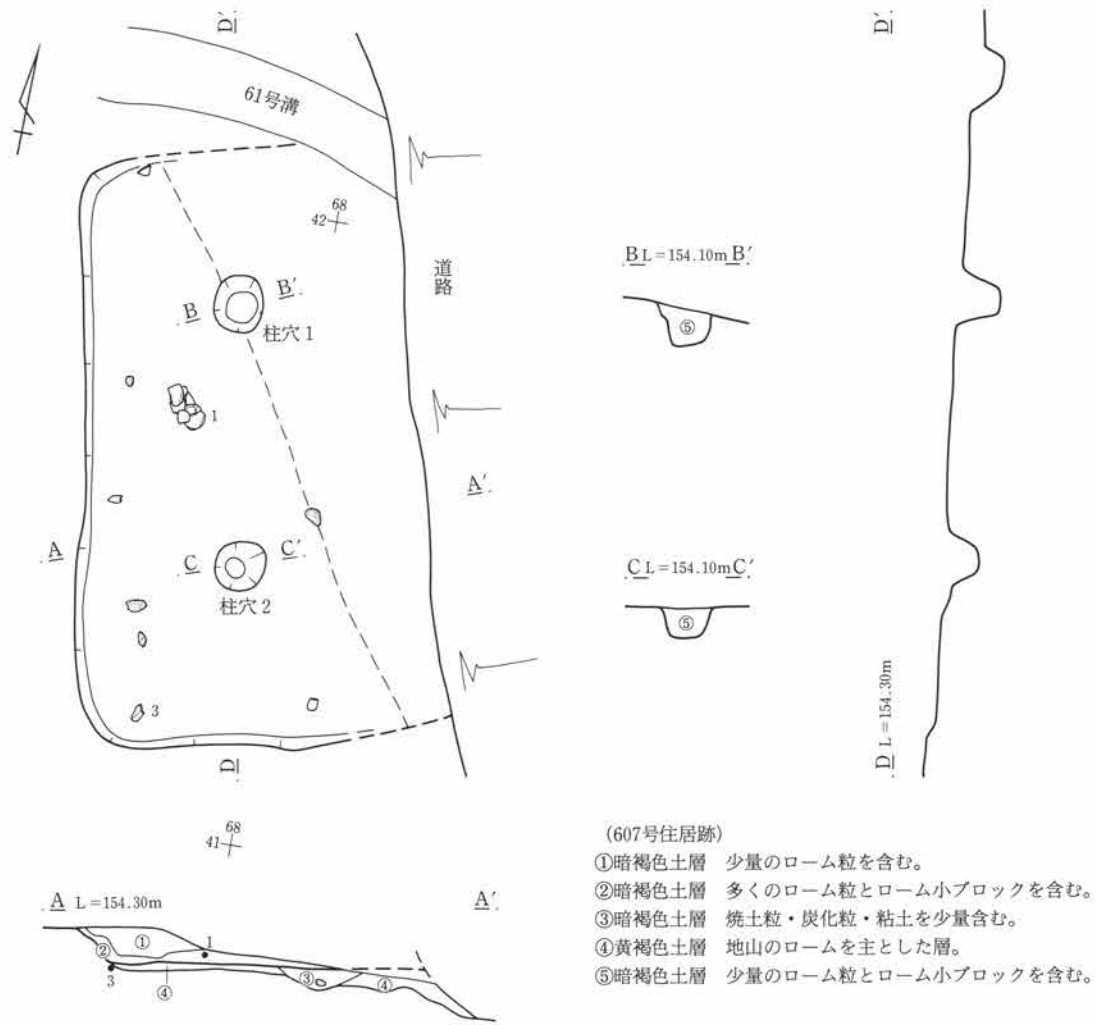 D′
61号溝
68
42
道路
B B′
柱穴1
1
A′
A
C C′
柱穴2
3
D
68
41
A L=154.30m A′
①
②
1
3
④
③
④
D′
B L=154.10m B′
⑤
C L=154.10m C′
⑤
D L=154.30m
(607号住居跡)
①暗褐色土層 少量のローム粒を含む。
②暗褐色土層 多くのローム粒とローム小ブロックを含む。
③暗褐色土層 焼土粒・炭化粒・粘土を少量含む。
④黄褐色土層 地山のロームを主とした層。
⑤暗褐色土層 少量のローム粒とローム小ブロックを含む。